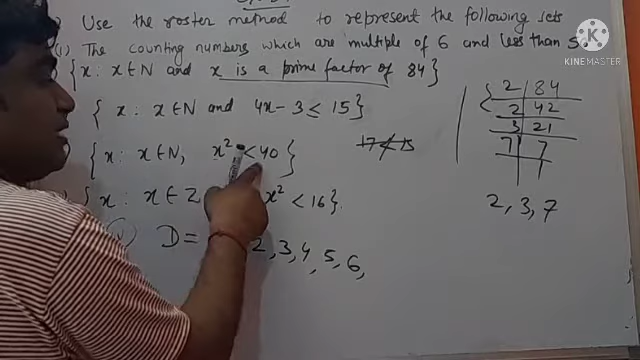 Use the roster method to represent the following sets
(i) The counting numbers which are multiple of 6 and less than 5
{x : x ∈ N and x is a prime factor of 84}
{x : x ∈ N and 4x - 3 ≤ 15}
{x : x ∈ N, x² < 40}
{x : x ∈ Z x² < 16}.
D = 2, 3, 4, 5, 6,
17 < 15
2 84
2 42
3 21
7 7
1
2, 3, 7
KINEMASTER